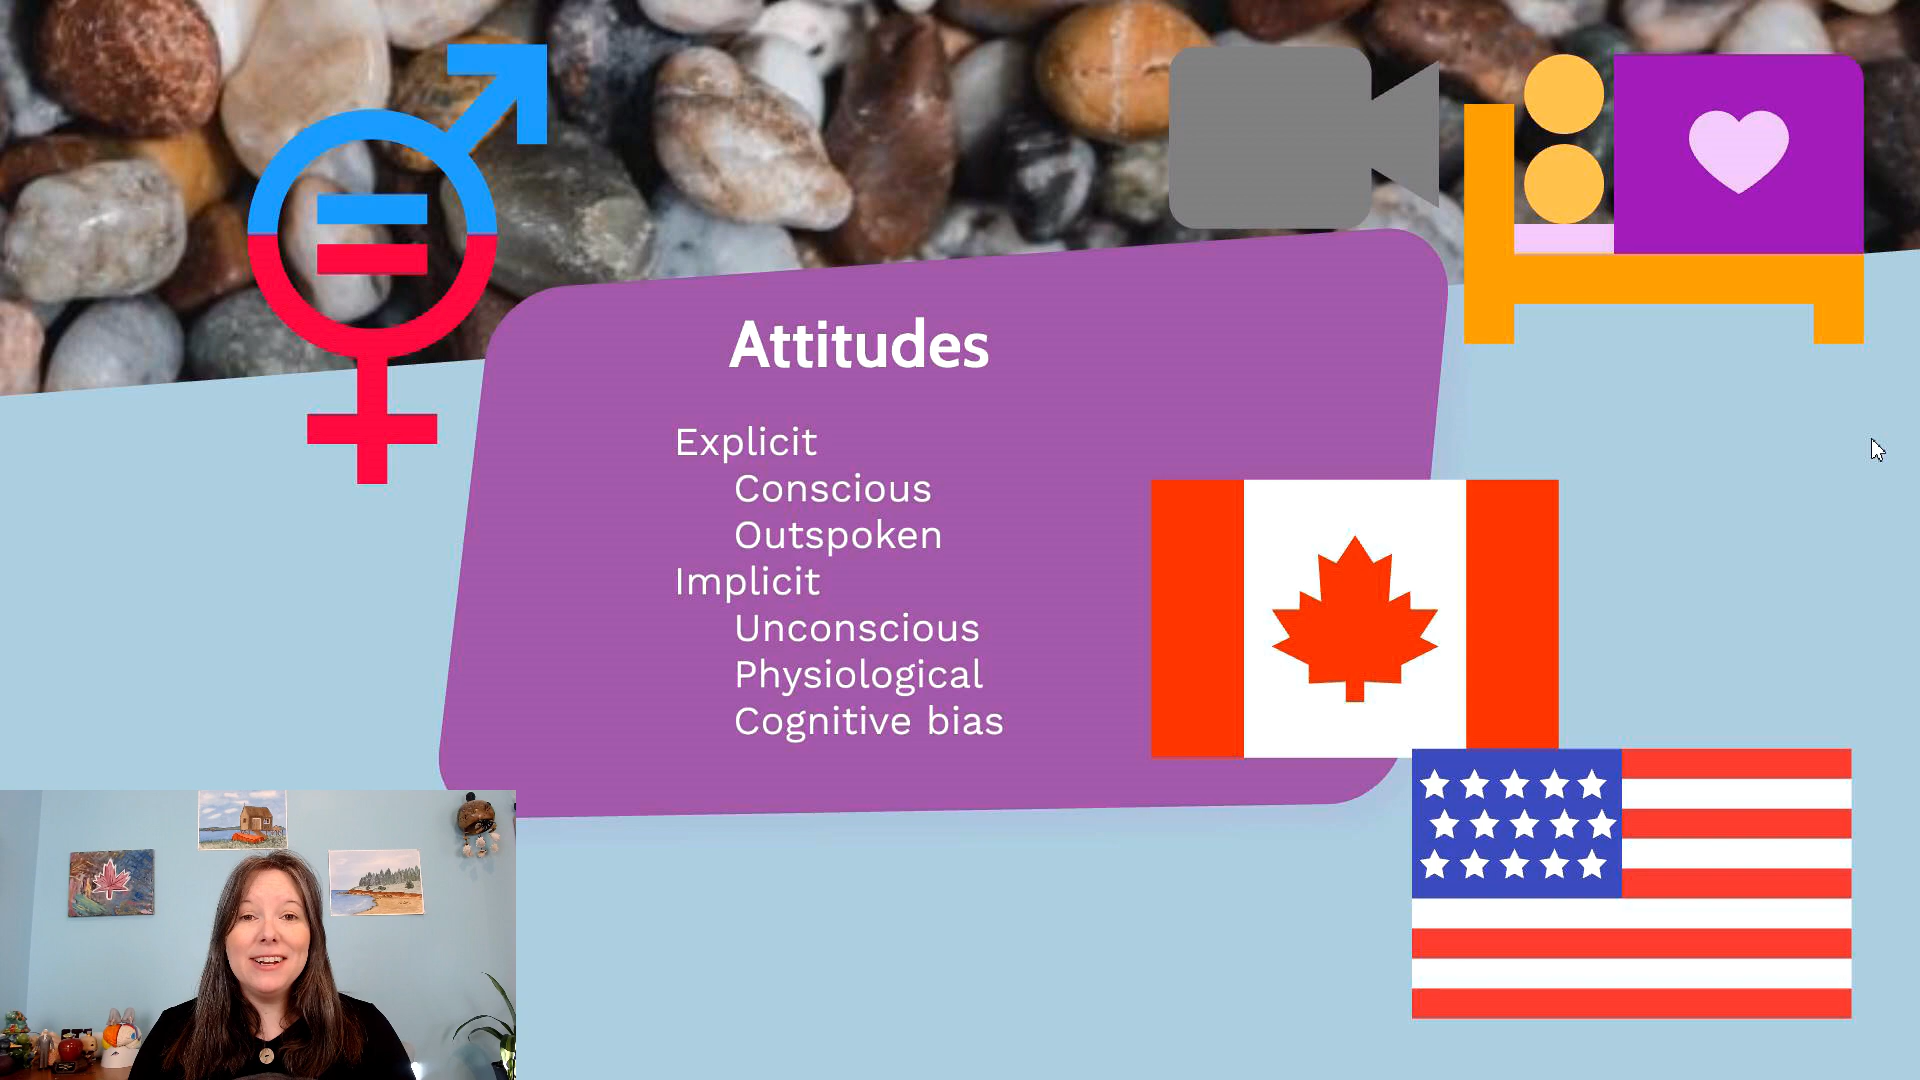 Attitudes
Explicit
Conscious
Outspoken
Implicit
Unconscious
Physiological
Cognitive bias